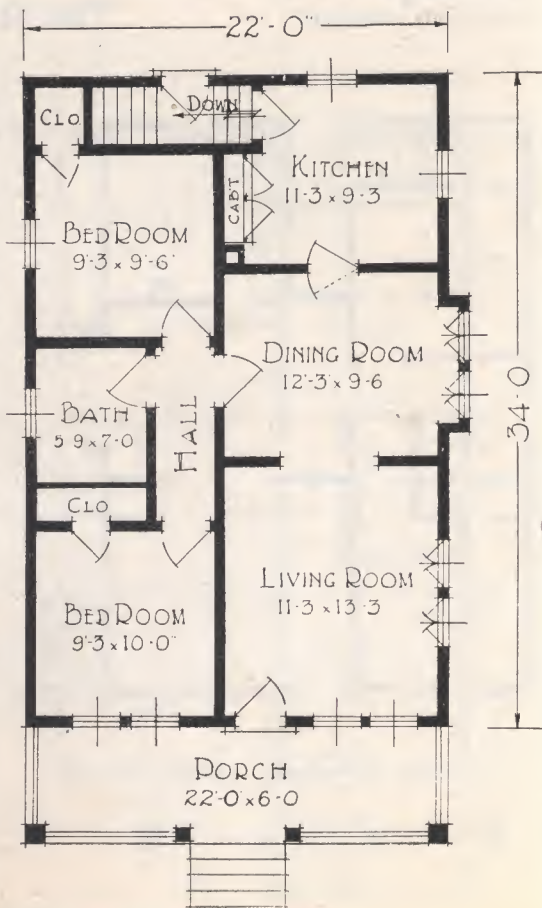 22'-0"
DOWN
CLO
KITCHEN
11-3 x 9-3
CAB'T
BED ROOM
9'-3 x 9'-6"
DINING ROOM
12'-3 x 9-6
34-0
BATH
5-9 x 7-0
HALL
CLO
LIVING ROOM
11-3 x 13-3
BED ROOM
9'-3 x 10'-0"
PORCH
22'-0 x 6-0